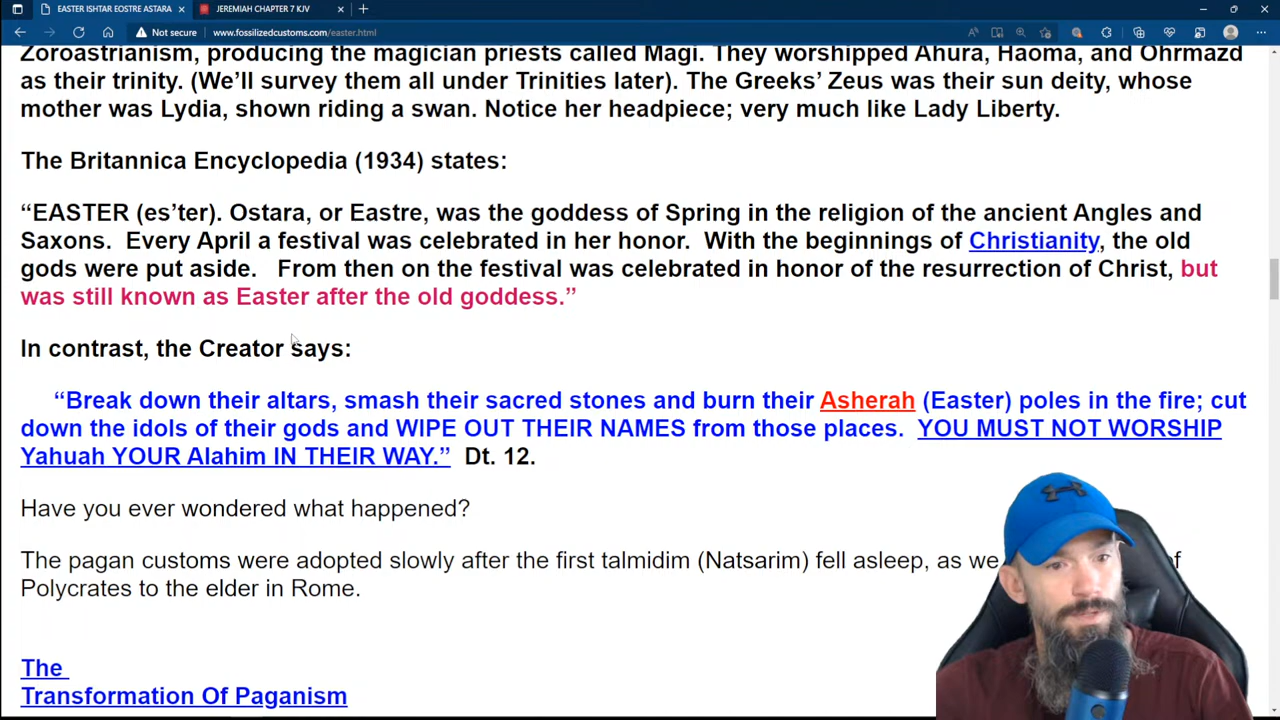 EASTER ISHTAR EOSTRE ASTARA
JEREMIAH CHAPTER 7 KJV
Not secure
www.fossilizedcustoms.com/easter.html
Zoroastrianism, producing the magician priests called Magi. They worshipped Ahura, Haoma, and Ohrmazd
as their trinity. (We’ll survey them all under Trinities later). The Greeks’ Zeus was their sun deity, whose
mother was Lydia, shown riding a swan. Notice her headpiece; very much like Lady Liberty.
The Britannica Encyclopedia (1934) states:
“EASTER (es’ter). Ostara, or Eastre, was the goddess of Spring in the religion of the ancient Angles and
Saxons. Every April a festival was celebrated in her honor. With the beginnings of Christianity, the old
gods were put aside. From then on the festival was celebrated in honor of the resurrection of Christ, but
was still known as Easter after the old goddess.”
In contrast, the Creator says:
“Break down their altars, smash their sacred stones and burn their Asherah (Easter) poles in the fire; cut
down the idols of their gods and WIPE OUT THEIR NAMES from those places. YOU MUST NOT WORSHIP
Yahuah YOUR Alahim IN THEIR WAY.” Dt. 12.
Have you ever wondered what happened?
The pagan customs were adopted slowly after the first talmidim (Natsarim) fell asleep, as we of
Polycrates to the elder in Rome.
The
Transformation Of Paganism